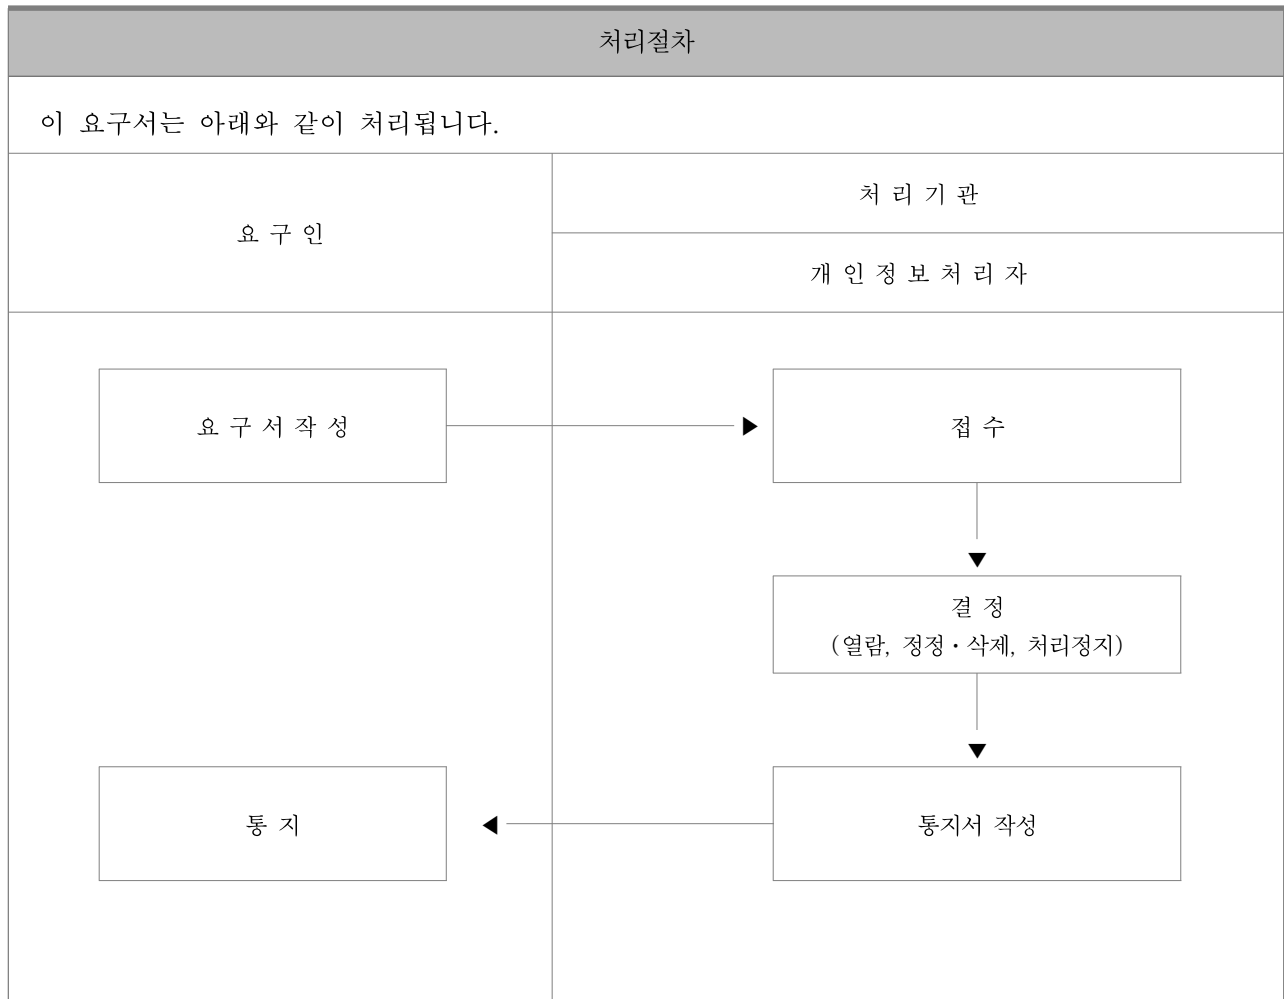 처리절차
이 요구서는 아래와 같이 처리됩니다.
요 구 인
처 리 기 관
개 인 정 보 처 리 자
요 구 서 작 성
접 수
결 정
(열람, 정정·삭제, 처리정지)
통 지
통지서 작성